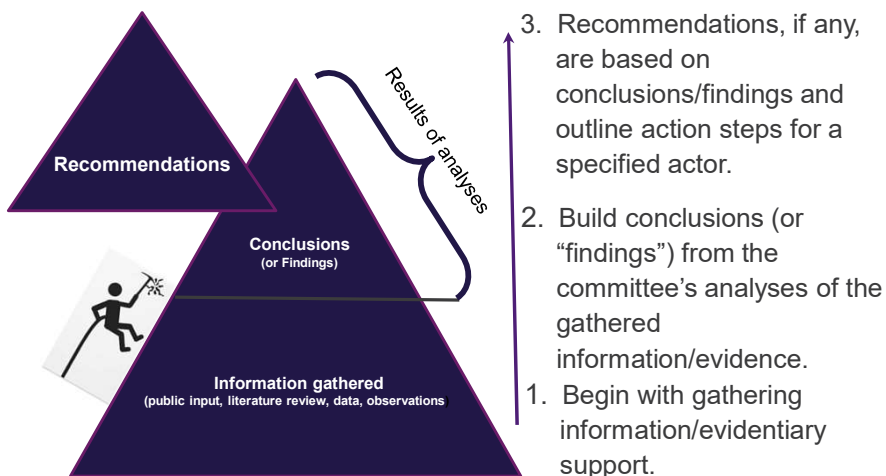 Recommendations
Results of analyses
Conclusions
(or Findings)
Information gathered
(public input, literature review, data, observations)
3. Recommendations, if any,
are based on
conclusions/findings and
outline action steps for a
specified actor.
2. Build conclusions (or
“findings”) from the
committee’s analyses of the
gathered
information/evidence.
1. Begin with gathering
information/evidentiary
support.